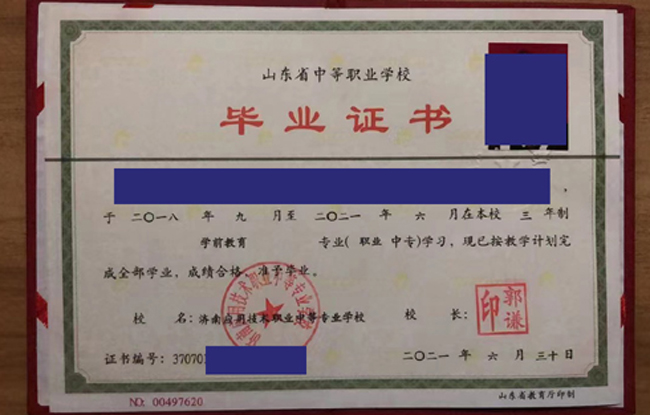 山东省中等职业学校
毕业证书
，
于 二〇一八 年 九 月至 二〇二一 年 六 月在本校 三 年制
学前教育 专业( 职业 中专)学习，现已按教学计划完
成全部学业，成绩合格，准予毕业。
校 名：济南应用技术职业中等专业学校 校 长：
郭谦印
证书编号：37070 二〇二一 年 六 月 三十 日
NO: 00497620
山东省教育厅印制